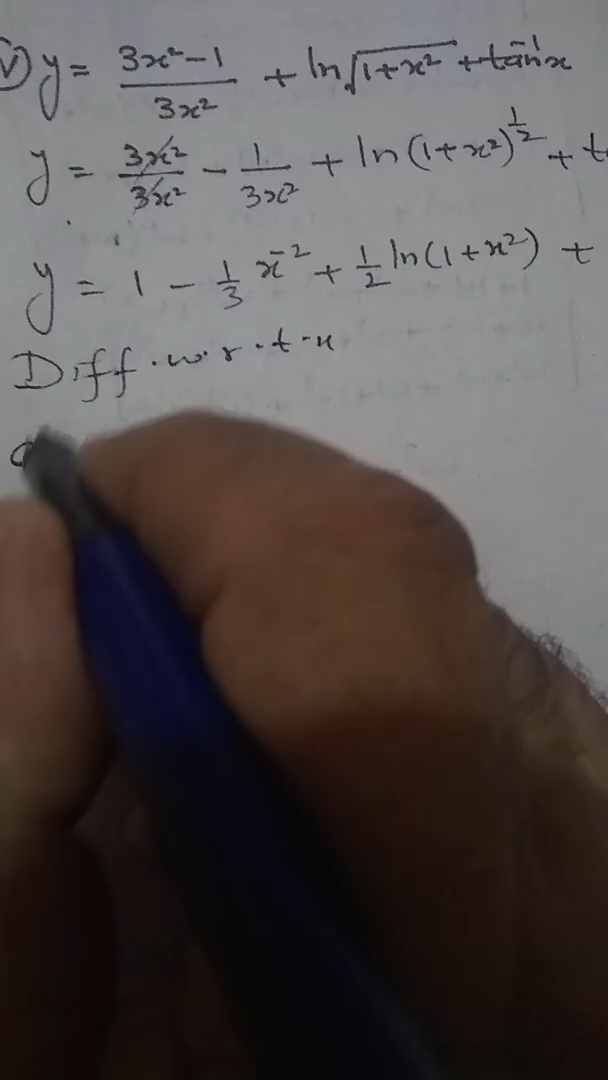 v) y = 3x²-1/3x² + ln√1+x² + tan⁻¹x
y = 3x²/3x² - 1/3x² + ln(1+x²)^1/2 + t
y = 1 - 1/3 x⁻² + 1/2 ln(1+x²) +
Diff. w. r. t. x